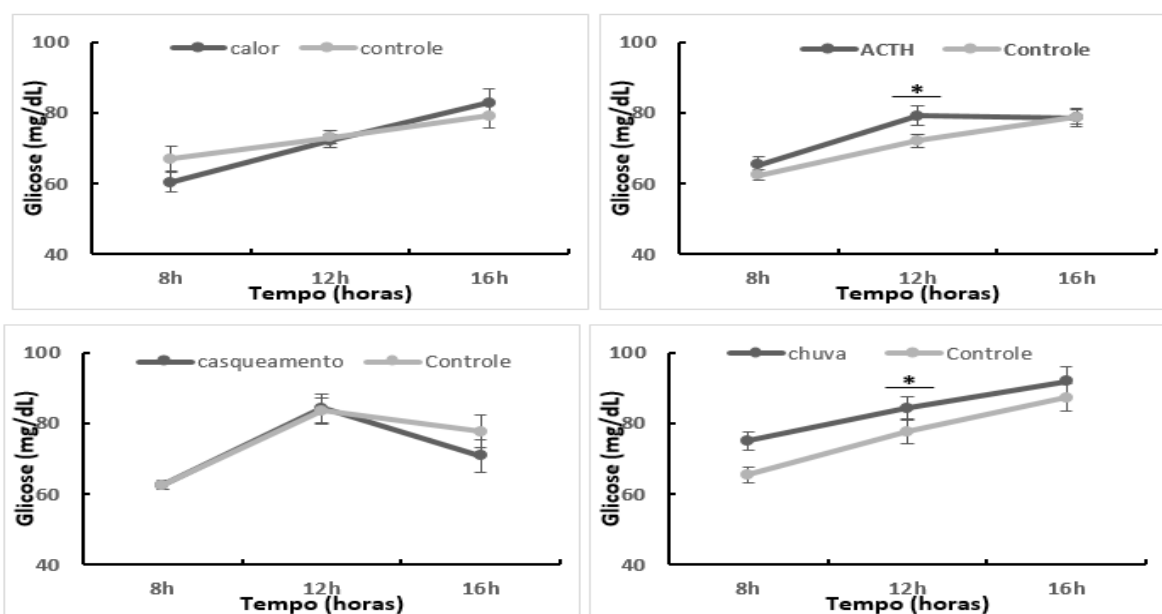 calor controle
Glicose (mg/dL)
100
80
60
40
8h 12h 16h
Tempo (horas)
ACTH Controle
*
Glicose (mg/dL)
100
80
60
40
8h 12h 16h
Tempo (horas)
casqueamento Controle
Glicose (mg/dL)
100
80
60
40
8h 12h 16h
Tempo (horas)
chuva Controle
*
Glicose (mg/dL)
100
80
60
40
8h 12h 16h
Tempo (horas)